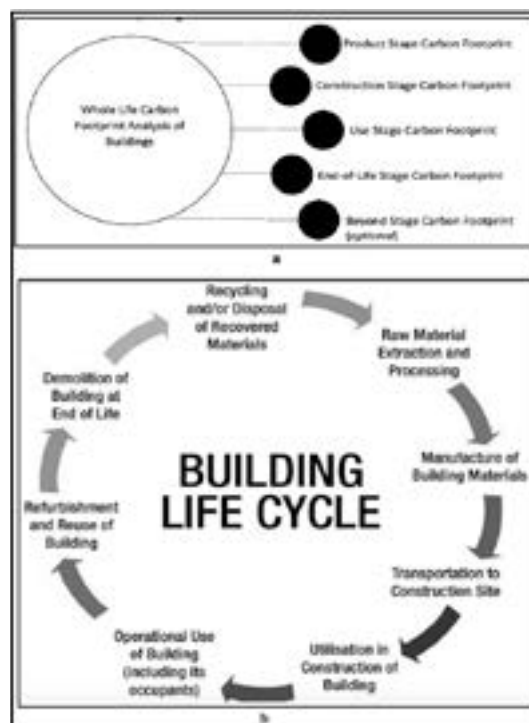 Product Stage Carbon Footprint
Construction Stage Carbon Footprint
Whole Life Carbon
Footprint Analysis of
Buildings
Use Stage Carbon Footprint
End-of-Life Stage Carbon Footprint
Beyond Stage Carbon Footprint
(optional)
a
Recycling
and/or Disposal
of Recovered
Materials
Raw Material
Extraction and
Processing
Manufacture of
Building Materials
Transportation to
Construction Site
Utilisation in
Construction of
Building
Operational Use
of Building
(including its
occupants)
Refurbishment
and Reuse of
Building
Demolition of
Building at
End of Life
BUILDING
LIFE CYCLE
b